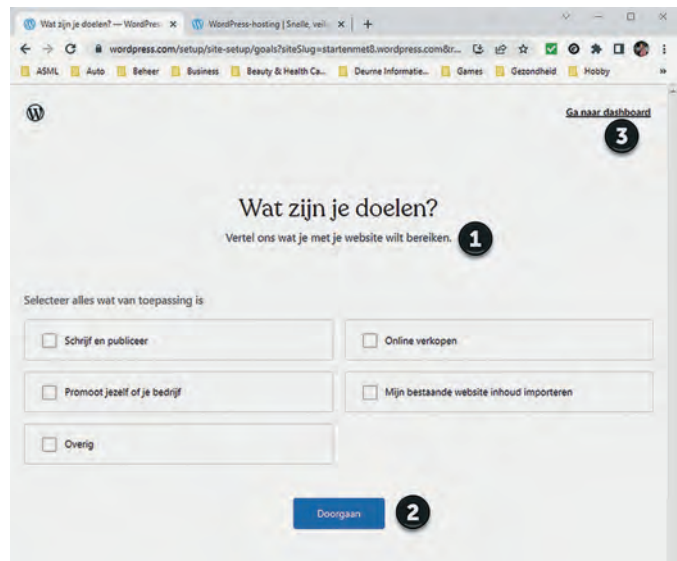 Wat zijn je doelen? — WordPres
WordPress-hosting | Snelle, veil
wordpress.com/setup/site-setup/goals?siteSlug=startenmet8.wordpress.com&r...
ASML Auto Beheer Business Beauty & Health Ca... Deurne Informatie... Games Gezondheid Hobby »
Ga naar dashboard
3
Wat zijn je doelen?
Vertel ons wat je met je website wilt bereiken.
1
Selecteer alles wat van toepassing is
Schrijf en publiceer
Online verkopen
Promoot jezelf of je bedrijf
Mijn bestaande website inhoud importeren
Overig
Doorgaan
2